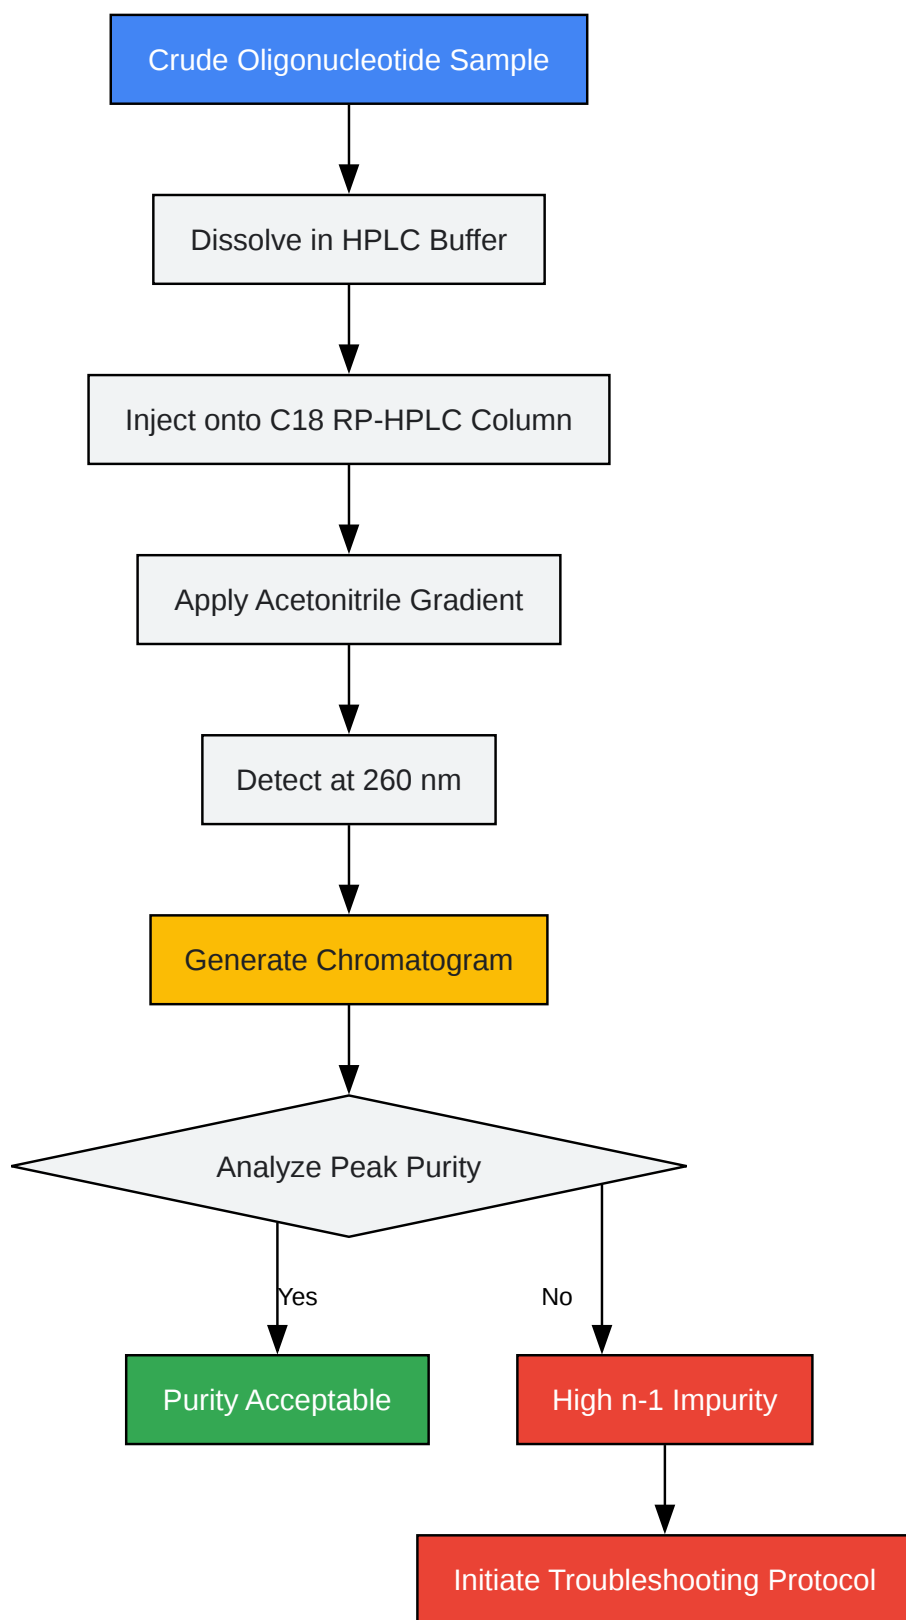 Crude Oligonucleotide Sample
Dissolve in HPLC Buffer
Inject onto C18 RP-HPLC Column
Apply Acetonitrile Gradient
Detect at 260 nm
Generate Chromatogram
Analyze Peak Purity
Yes
No
Purity Acceptable
High n-1 Impurity
Initiate Troubleshooting Protocol